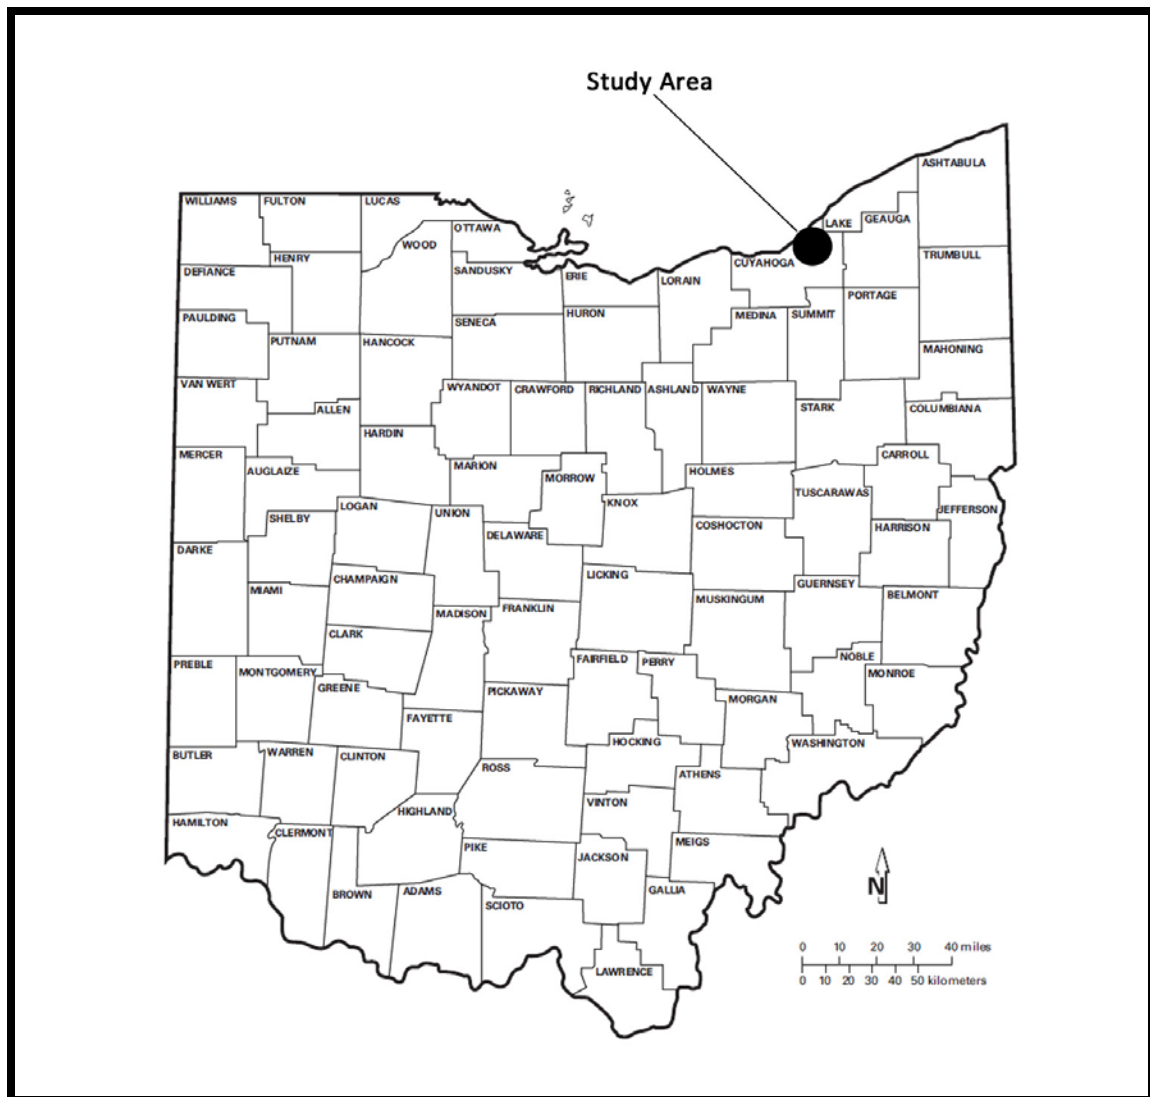 Study Area
ASHTABULA
WILLIAMS
FULTON
LUCAS
OTTAWA
LAKE
GEAUGA
WOOD
HENRY
DEFIANCE
SANDUSKY
ERIE
LORAIN
CUYAHOGA
TRUMBULL
PAULDING
SENECA
HURON
MEDINA
SUMMIT
PORTAGE
PUTNAM
HANCOCK
MAHONING
VAN WERT
WYANDOT
CRAWFORD
RICHLAND
ASHLAND
WAYNE
ALLEN
STARK
COLUMBIANA
HARDIN
MERCER
AUGLAIZE
MARION
MORROW
HOLMES
CARROLL
KNOX
TUSCARAWAS
LOGAN
UNION
JEFFERSON
SHELBY
DELAWARE
COSHOCTON
HARRISON
DARKE
CHAMPAIGN
LICKING
GUERNSEY
MIAMI
MUSKINGUM
BELMONT
MADISON
FRANKLIN
CLARK
PREBLE
MONTGOMERY
FAIRFIELD
PERRY
NOBLE
MONROE
GREENE
PICKAWAY
MORGAN
FAYETTE
HOCKING
WASHINGTON
BUTLER
WARREN
CLINTON
ROSS
ATHENS
VINTON
HIGHLAND
HAMILTON
CLERMONT
PIKE
JACKSON
MEIGS
BROWN
ADAMS
SCIOTO
GALLIA
N
LAWRENCE
0 10 20 30 40 miles
0 10 20 30 40 50 kilometers